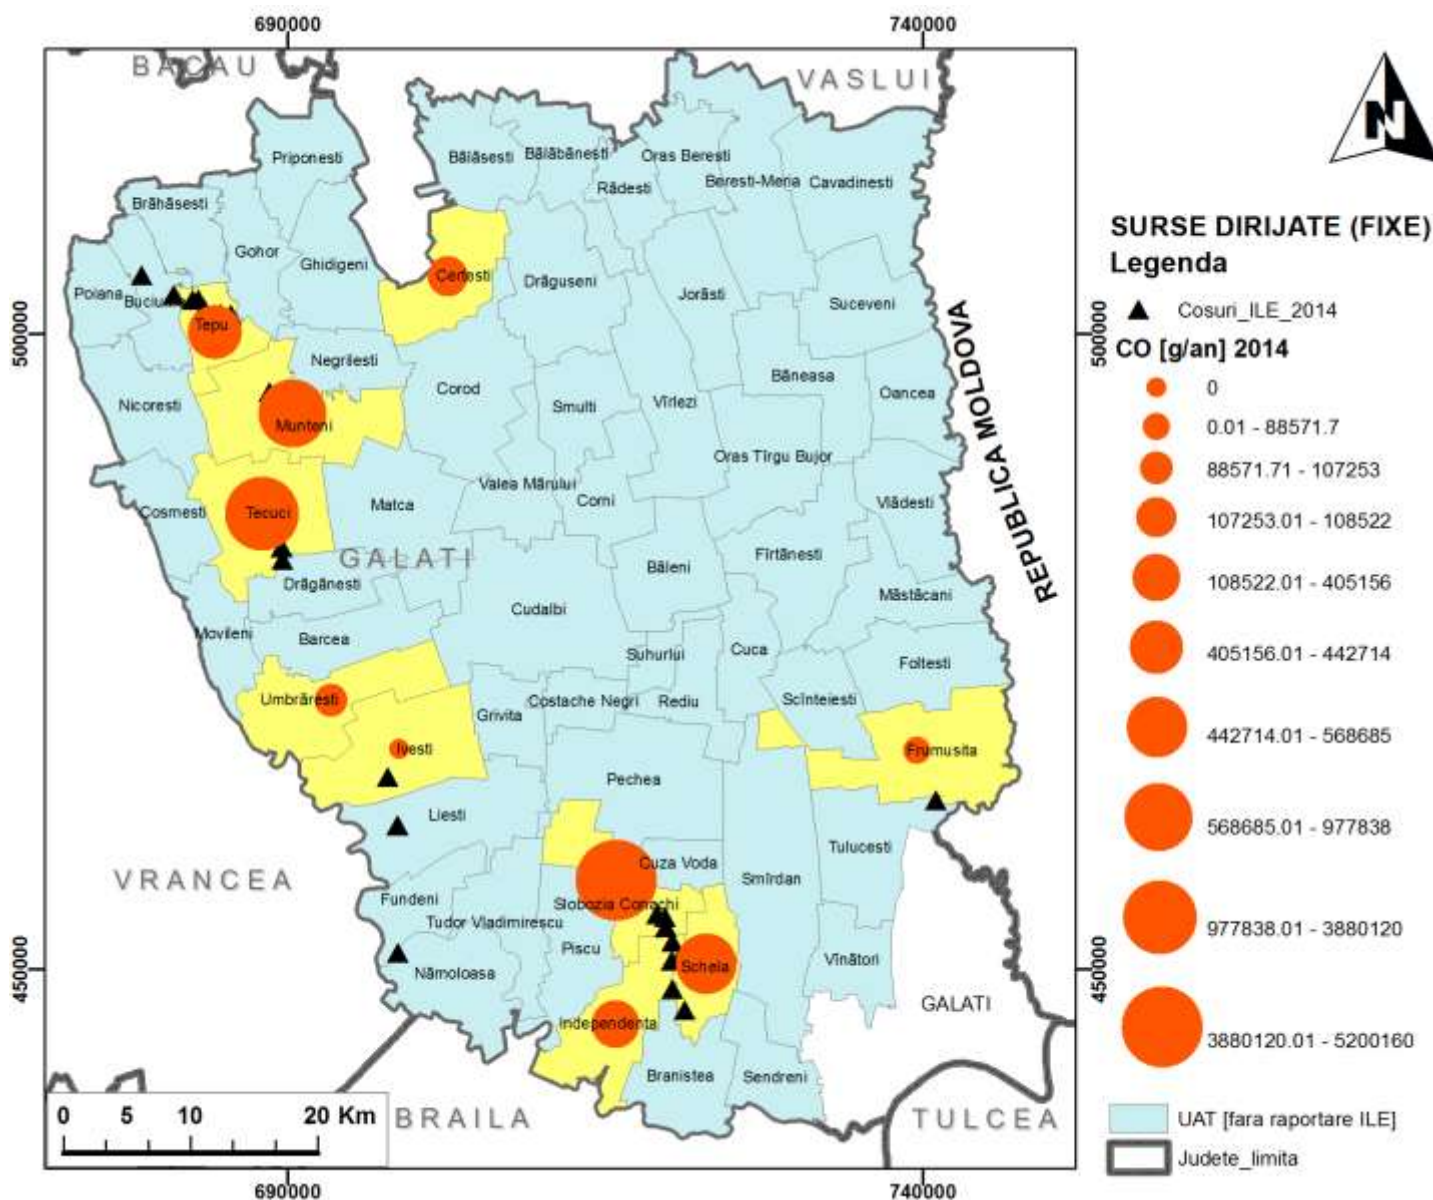 690000
740000
BACAU
VASLUI
Priponesti
Bălăsesti
Bălăbănesti
Oras Beresti
Rădesti
Beresti-Meria
Cavadinesti
Brăhăsesti
Gohor
Ghidigeni
Certesti
Drăguseni
Jorăsti
Suceveni
Poiana
Tepu
500000
500000
Negrilesti
Corod
Smulti
Vîrlezi
Băneasa
Oancea
Nicoresti
Munteni
Oras Tîrgu Bujor
Valea Mărului
Corni
Vlădesti
Cosmesti
Tecuci
Matca
GALATI
Drăgănesti
Băleni
Fîrtănesti
Măstăcani
REPUBLICA MOLDOVA
Cudalbi
Movileni
Barcea
Suhurlui
Cuca
Foltesti
Umbrăresti
Costache Negri
Rediu
Scînteiesti
Grivita
Ivesti
Frumusita
Pechea
Liesti
Tulucesti
Cuza Voda
Smîrdan
VRANCEA
Fundeni
Slobozia Conachi
Tudor Vladimirescu
Piscu
Schela
Vînători
Nămoloasa
450000
450000
GALATI
Independenta
Branistea
Sendreni
0 5 10 20 Km
BRAILA
TULCEA
690000
740000
N
SURSE DIRIJATE (FIXE)
Legenda
Cosuri_ILE_2014
CO [g/an] 2014
0
0.01 - 88571.7
88571.71 - 107253
107253.01 - 108522
108522.01 - 405156
405156.01 - 442714
442714.01 - 568685
568685.01 - 977838
977838.01 - 3880120
3880120.01 - 5200160
UAT [fara raportare ILE]
Judete_limita